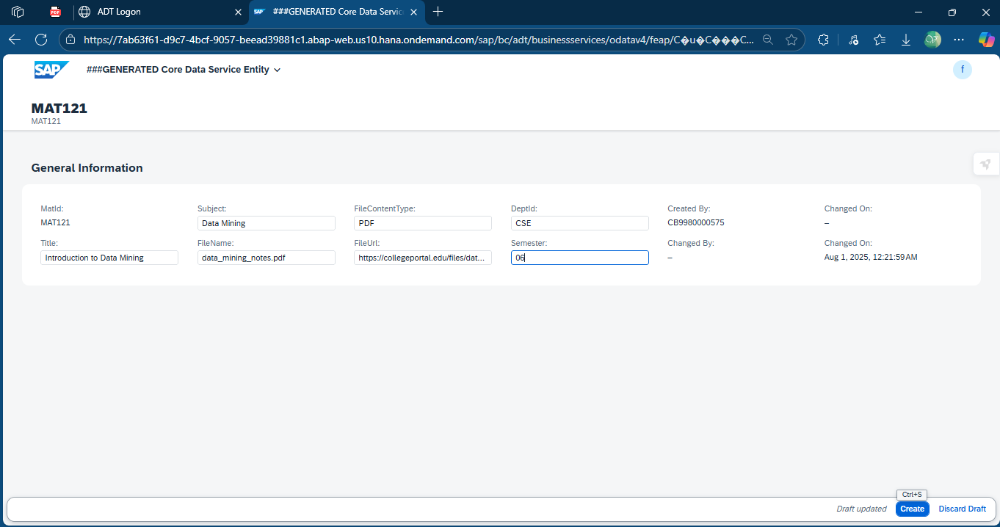 PDF
ADT Logon
SAP ###GENERATED Core Data Servic
https://7ab63f61-d9c7-4bcf-9057-beead39881c1.abap-web.us10.hana.ondemand.com/sap/bc/adt/businessservices/odatav4/feap/C�u�C���C...
SAP ###GENERATED Core Data Service Entity
f
MAT121
MAT121
General Information
MatId: Subject: FileContentType: DeptId: Created By: Changed On:
MAT121 Data Mining PDF CSE CB9980000575 –
Title: FileName: FileUrl: Semester: Changed By: Changed On:
Introduction to Data Mining data_mining_notes.pdf https://collegeportal.edu/files/dat... 06 – Aug 1, 2025, 12:21:59 AM
Ctrl+S
Draft updated Create Discard Draft